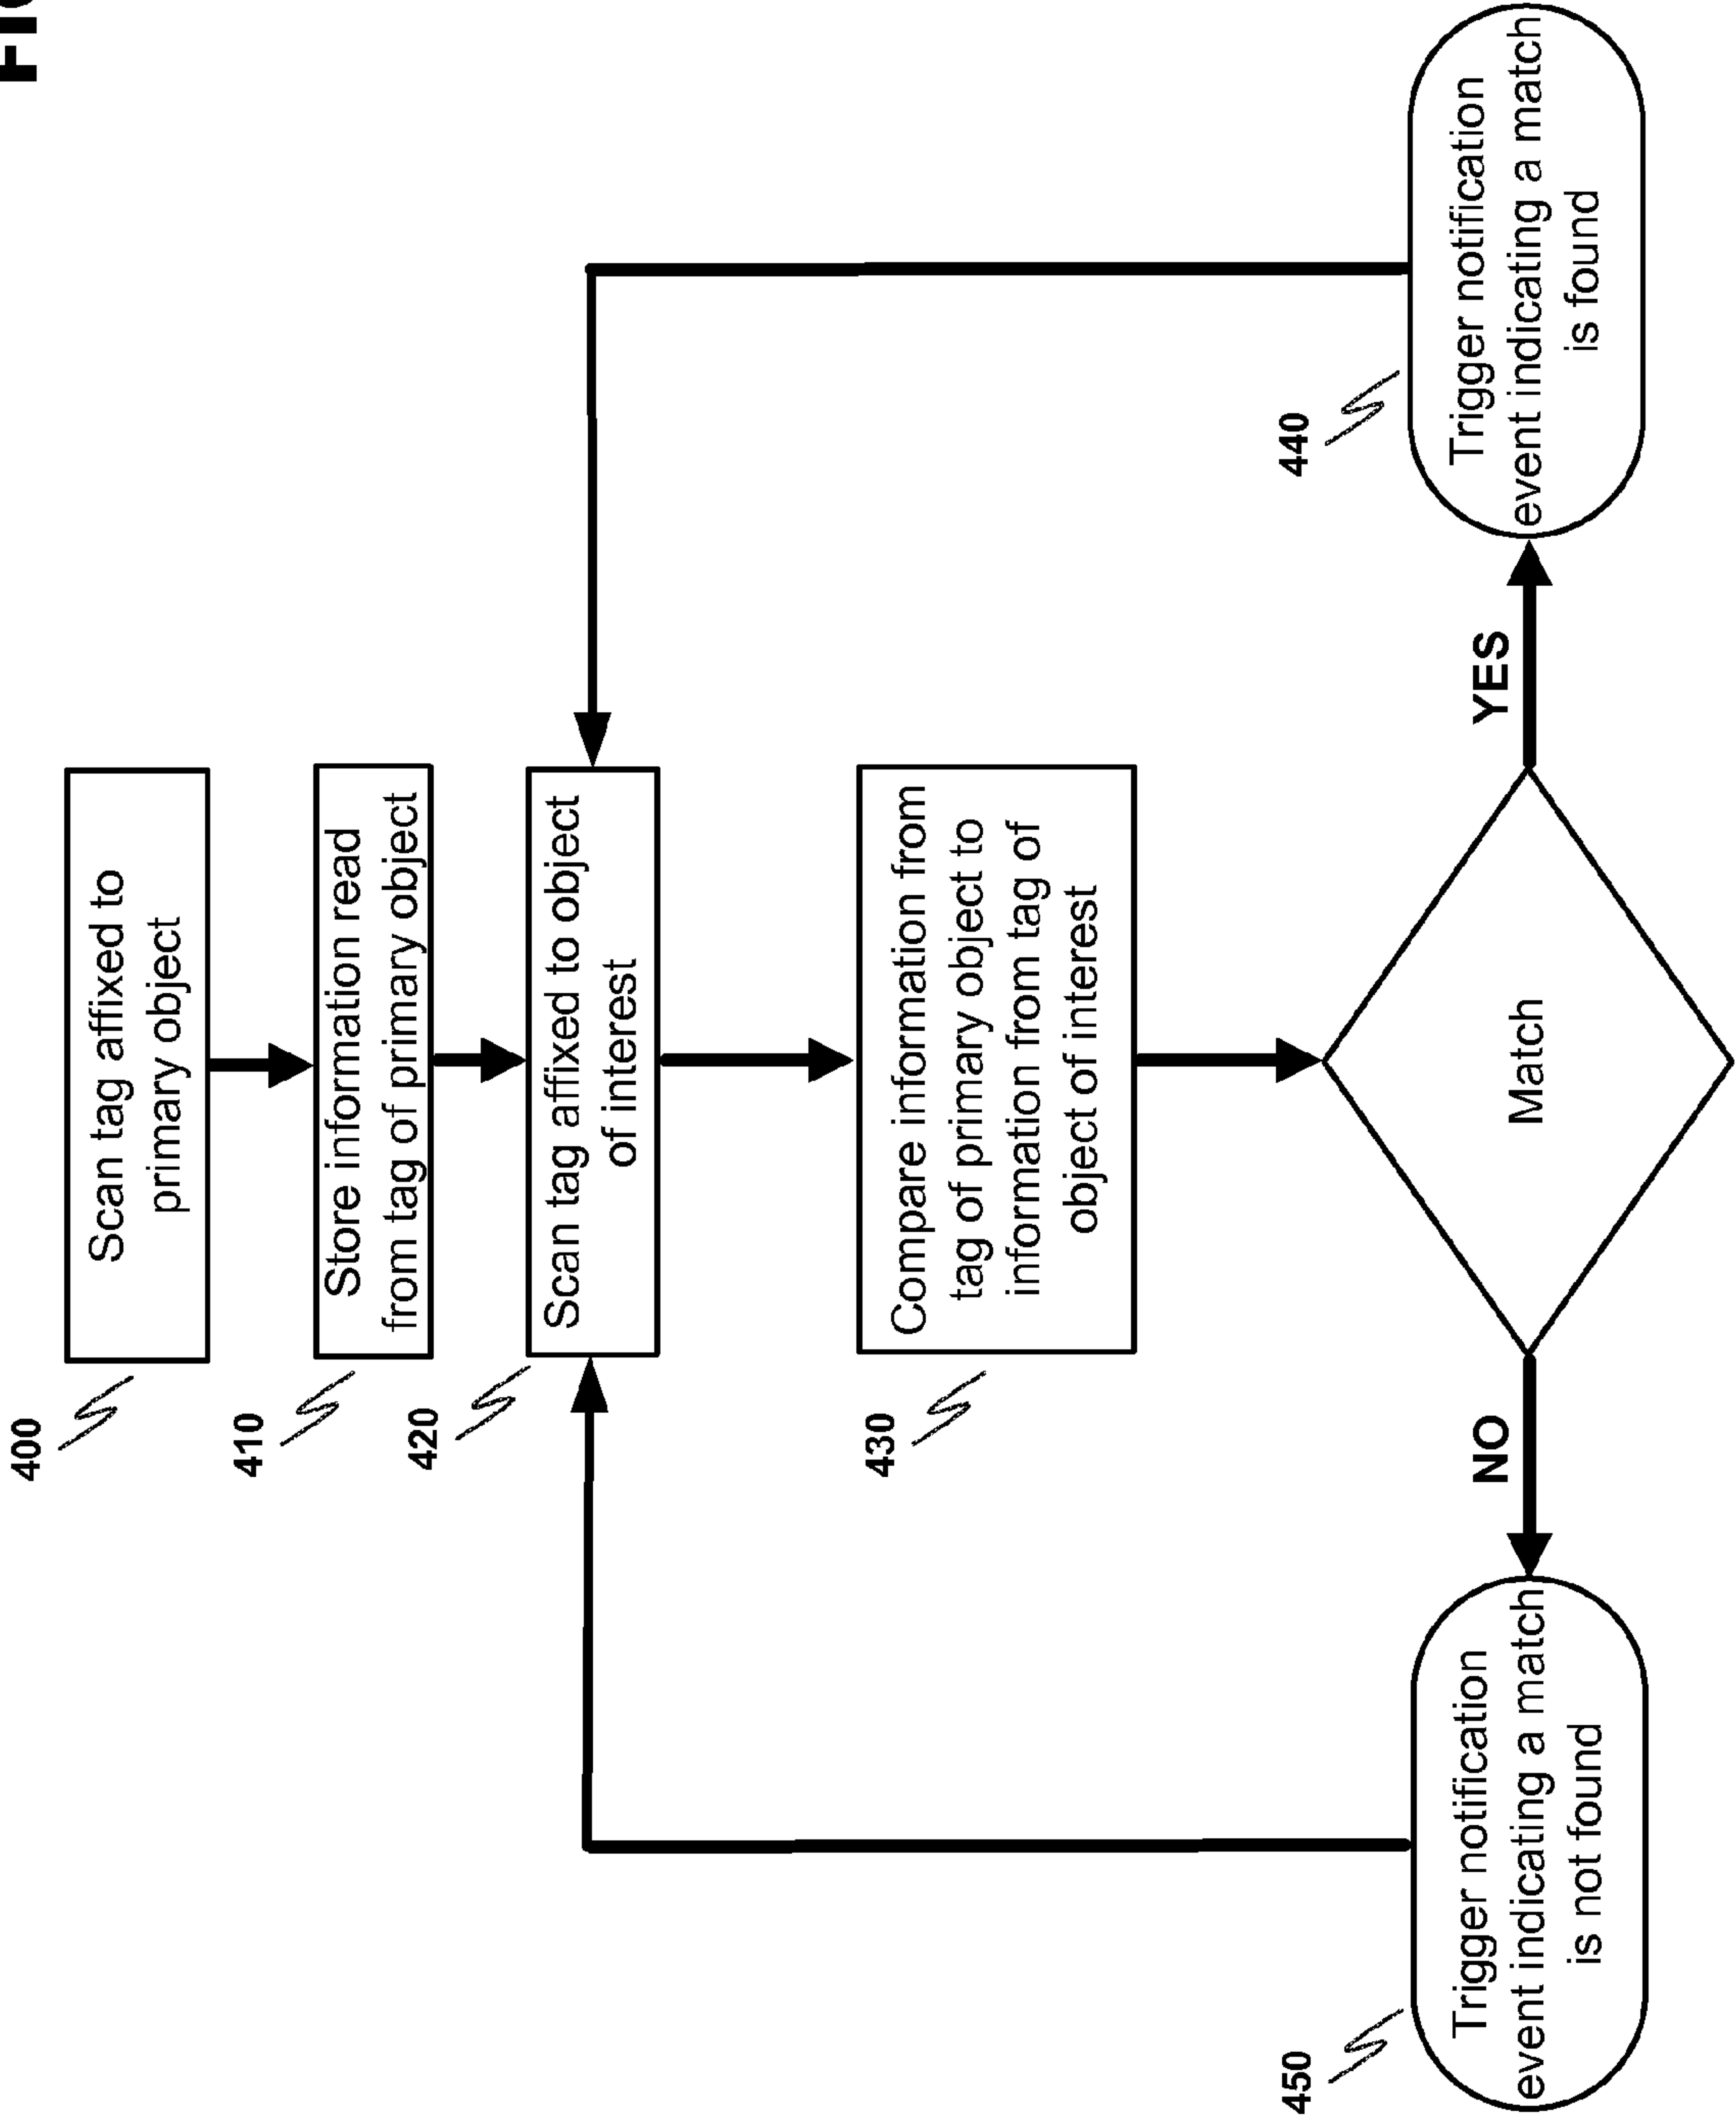 400
Scan tag affixed to
primary object
410
Store information read
from tag of primary object
420
Scan tag affixed to object
of interest
430
Compare information from
tag of primary object to
information from tag of
object of interest
Match
NO
YES
450
Trigger notification
event indicating a match
is not found
440
Trigger notification
event indicating a match
is found